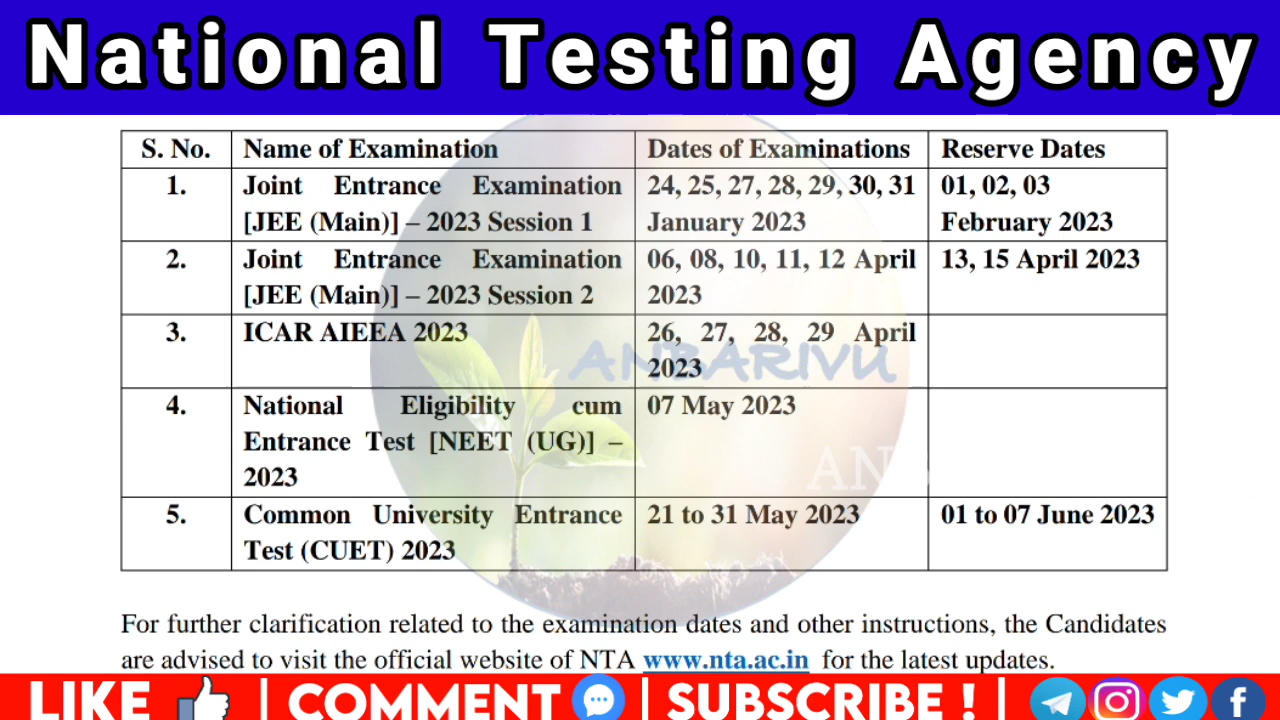 National Testing Agency
S. No. Name of Examination Dates of Examinations Reserve Dates
1. Joint Entrance Examination 24, 25, 27, 28, 29, 30, 31 01, 02, 03
[JEE (Main)] – 2023 Session 1 January 2023 February 2023
2. Joint Entrance Examination 06, 08, 10, 11, 12 April 13, 15 April 2023
[JEE (Main)] – 2023 Session 2 2023
3. ICAR AIEEA 2023 26, 27, 28, 29 April
2023
ANBARIVU
4. National Eligibility cum 07 May 2023
Entrance Test [NEET (UG)] –
2023
5. Common University Entrance 21 to 31 May 2023 01 to 07 June 2023
Test (CUET) 2023
For further clarification related to the examination dates and other instructions, the Candidates
are advised to visit the official website of NTA www.nta.ac.in for the latest updates.
LIKE | COMMENT | SUBSCRIBE ! |